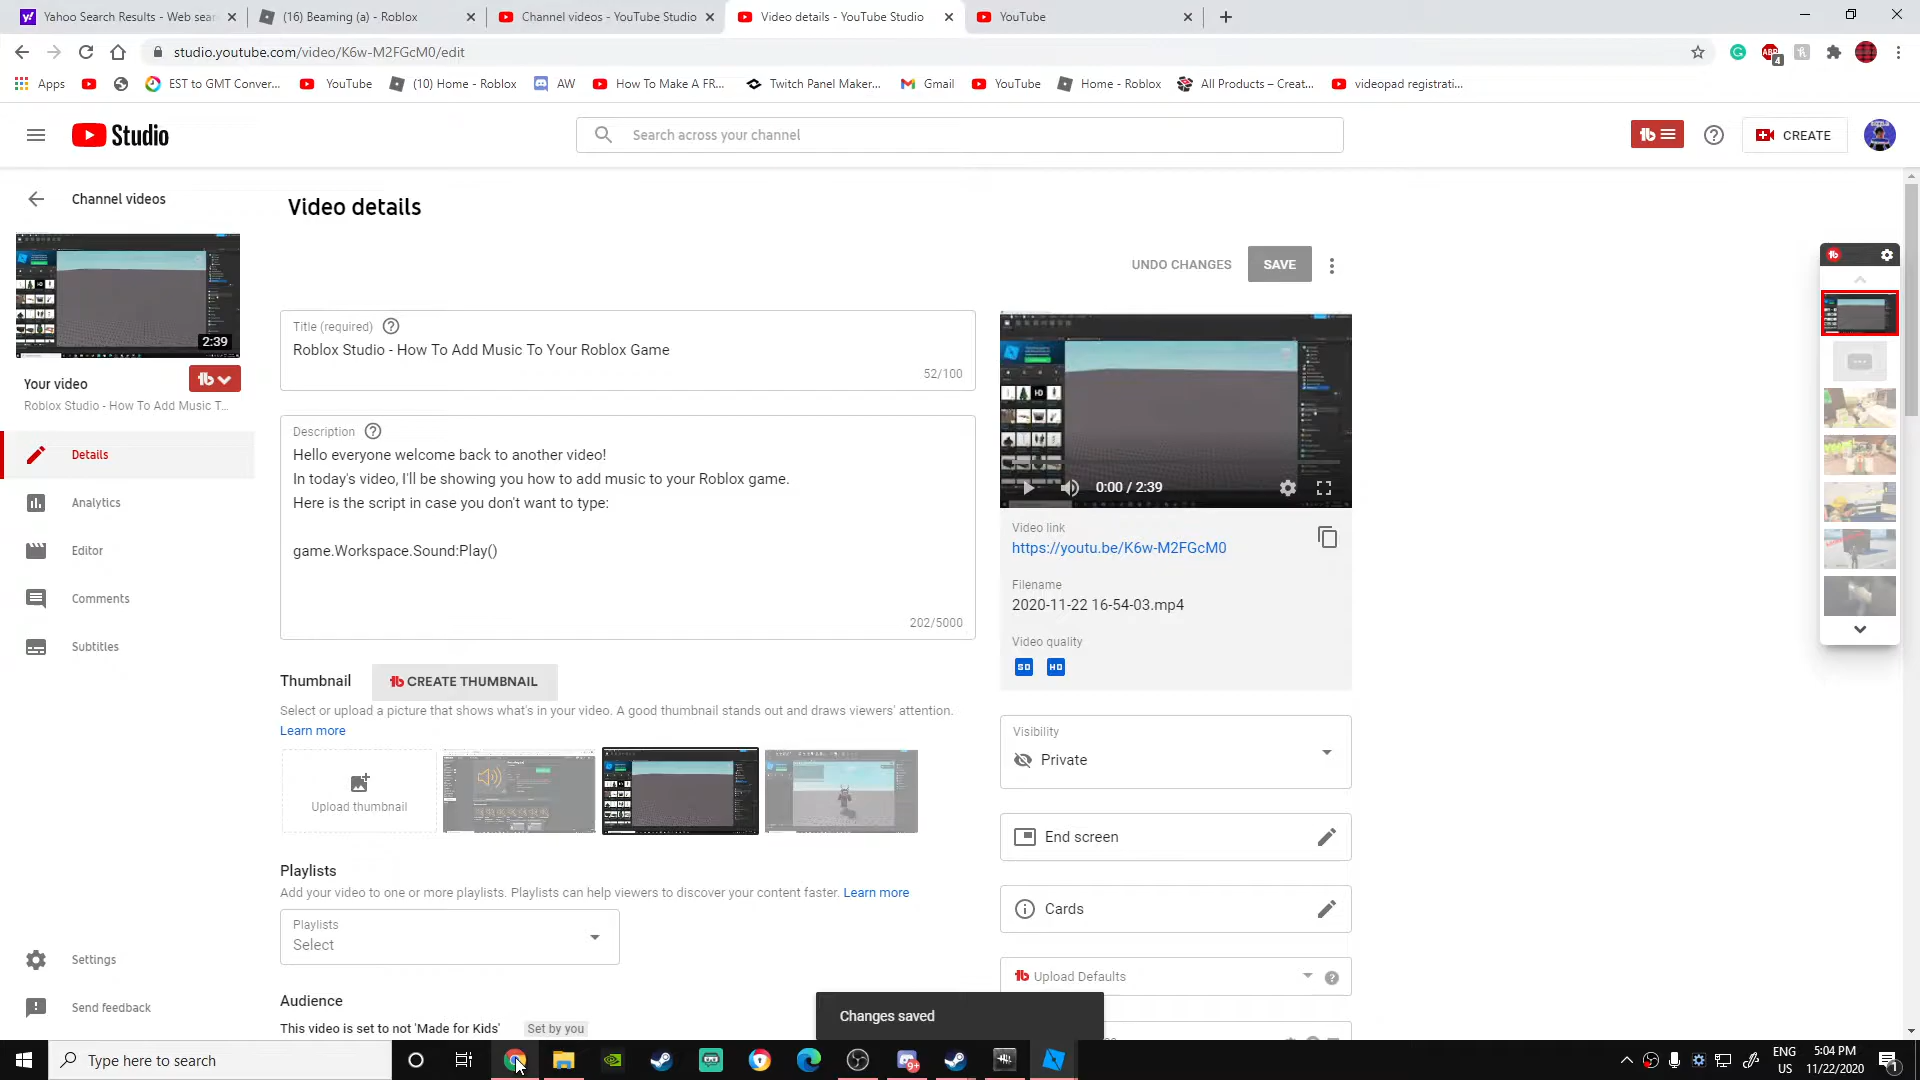 Yahoo Search Results - Web sear
(16) Beaming (a) - Roblox
Channel videos - YouTube Studio
Video details - YouTube Studio
YouTube
studio.youtube.com/video/K6w-M2FGcM0/edit
ABP
4
Apps
EST to GMT Conver...
YouTube
(10) Home - Roblox
AW
How To Make A FR...
Twitch Panel Maker...
Gmail
YouTube
Home - Roblox
All Products – Creat...
videopad registrati...
Studio
Search across your channel
CREATE
Channel videos
Video details
UNDO CHANGES
SAVE
2:39
Your video
Roblox Studio - How To Add Music T...
Details
Analytics
Editor
Comments
Subtitles
Settings
Send feedback
Title (required)
Roblox Studio - How To Add Music To Your Roblox Game
52/100
Description
Hello everyone welcome back to another video!
In today's video, I'll be showing you how to add music to your Roblox game.
Here is the script in case you don't want to type:
game.Workspace.Sound:Play()
202/5000
Thumbnail
CREATE THUMBNAIL
Select or upload a picture that shows what's in your video. A good thumbnail stands out and draws viewers' attention.
Learn more
Upload thumbnail
Playlists
Add your video to one or more playlists. Playlists can help viewers to discover your content faster. Learn more
Playlists
Select
Audience
This video is set to not 'Made for Kids'
Set by you
0:00 / 2:39
Video link
https://youtu.be/K6w-M2FGcM0
Filename
2020-11-22 16-54-03.mp4
Video quality
SD
HD
Visibility
Private
End screen
Cards
Upload Defaults
Changes saved
Type here to search
9+
ENG
US
5:04 PM
11/22/2020
1